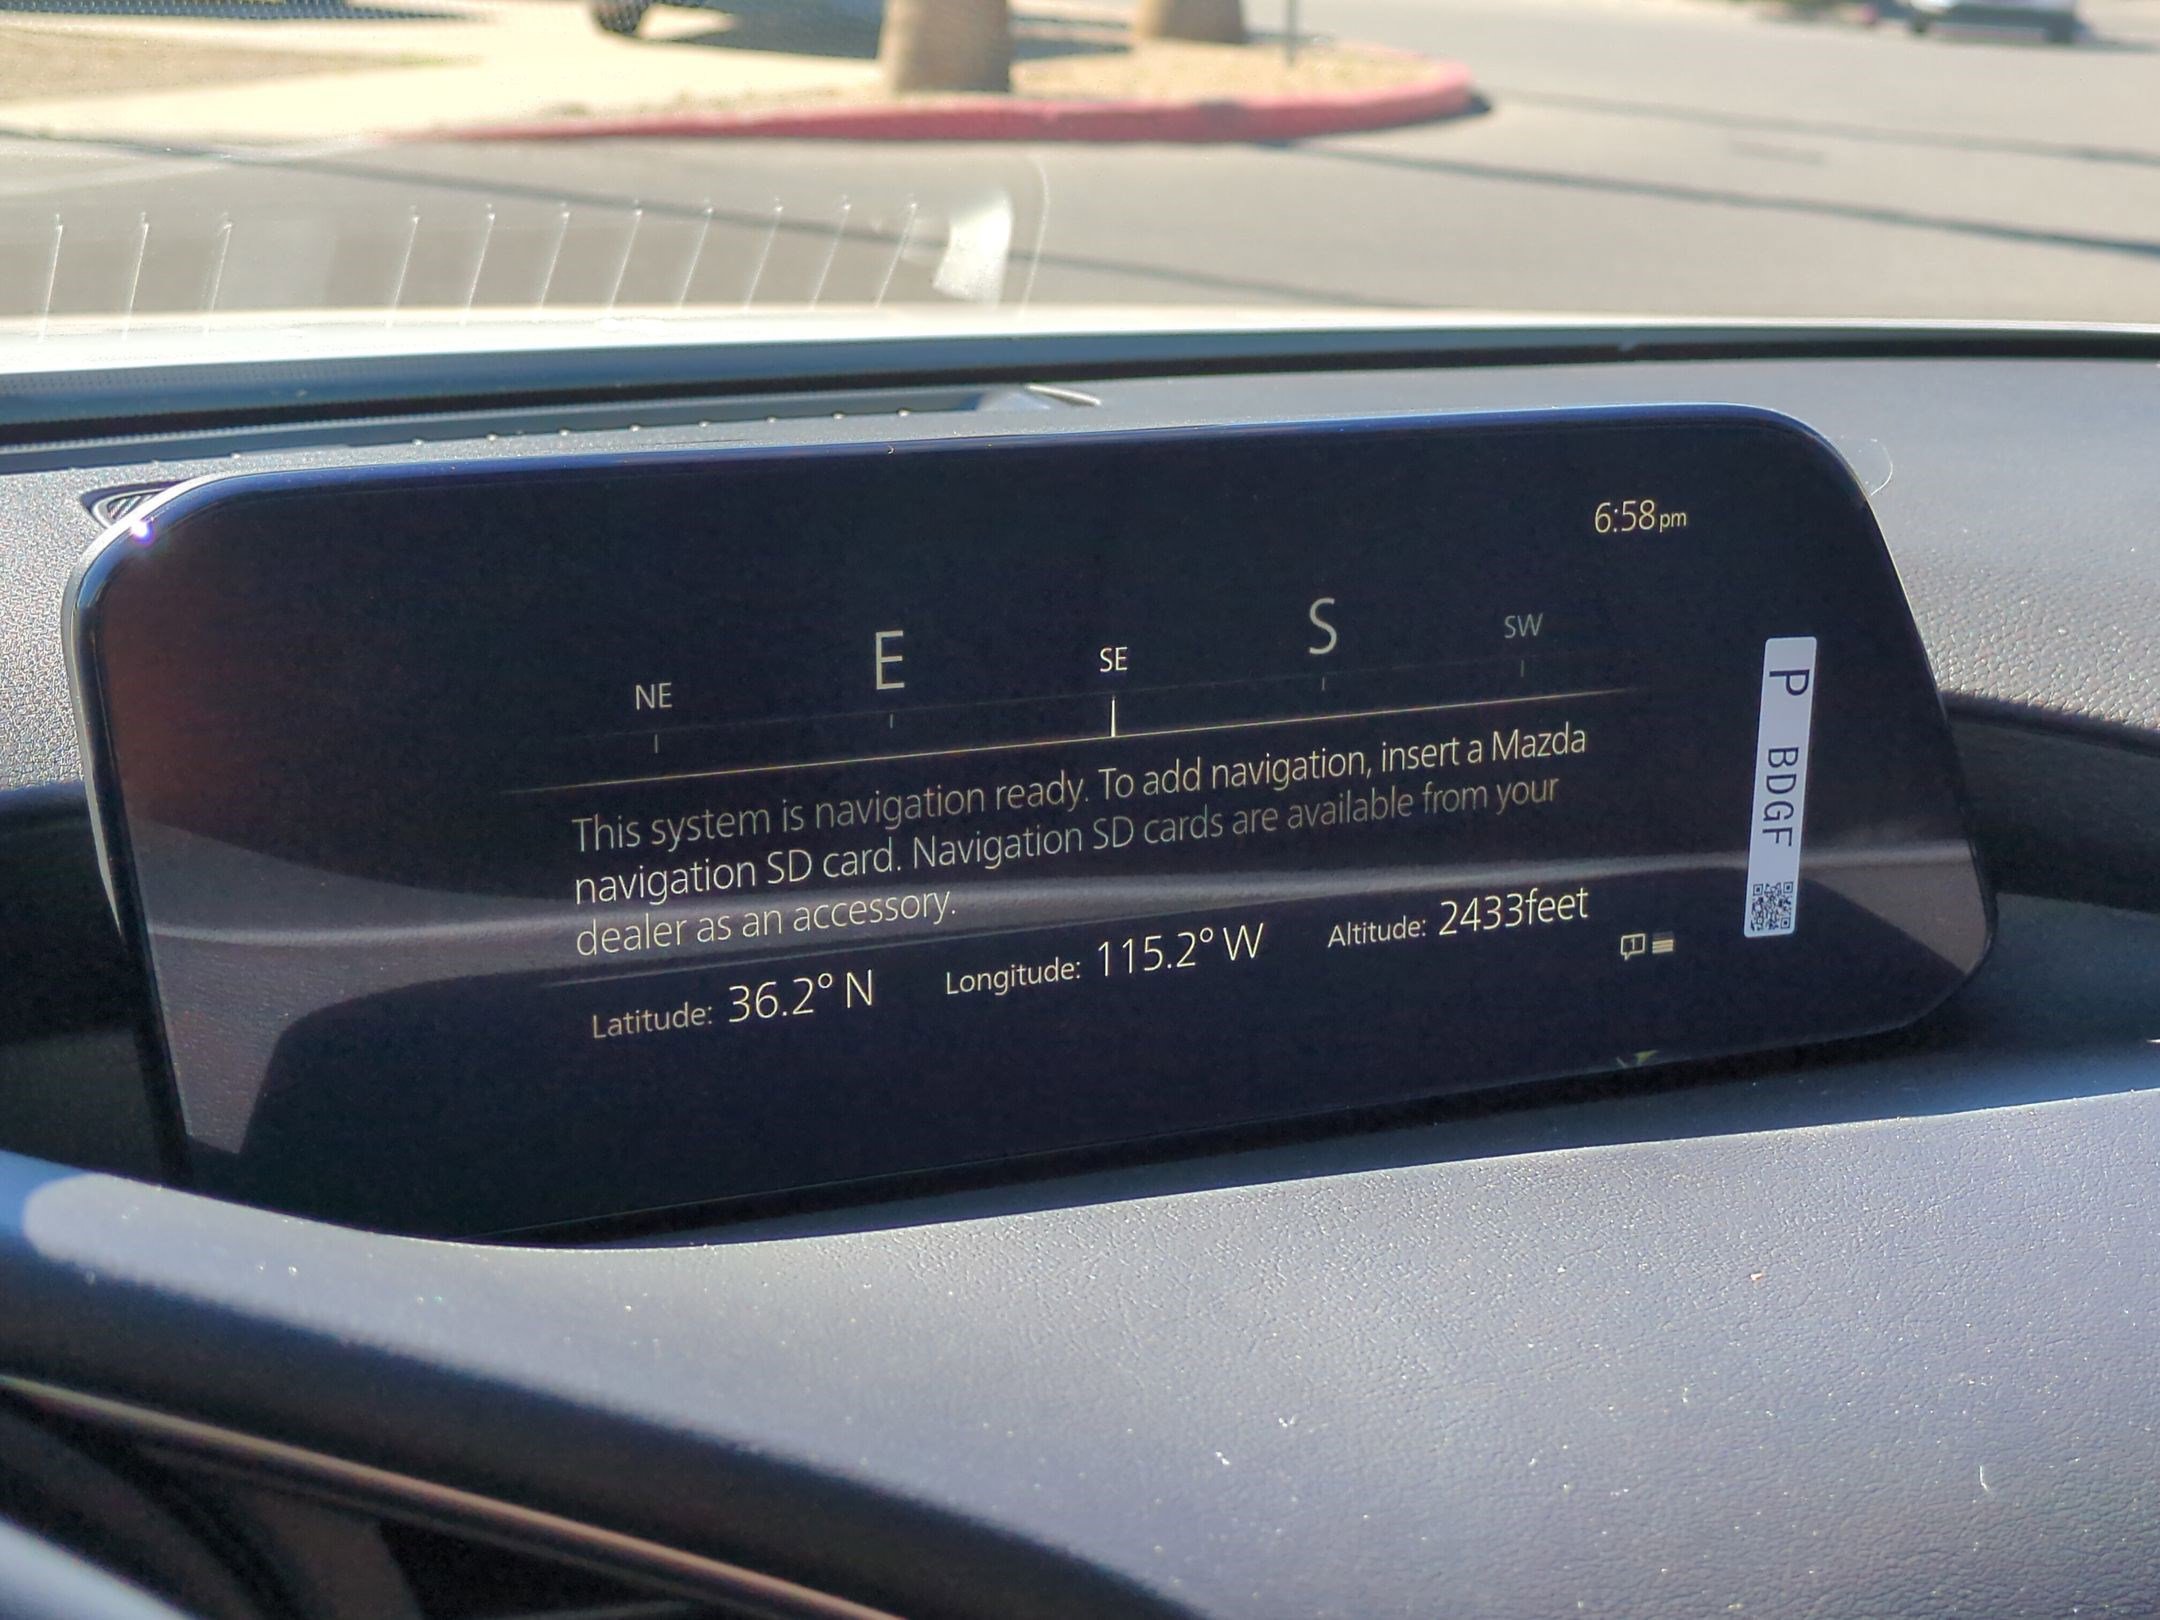 6:58pm
NE E SE S SW
This system is navigation ready. To add navigation, insert a Mazda
navigation SD card. Navigation SD cards are available from your
dealer as an accessory.
Latitude: 36.2° N Longitude: 115.2° W Altitude: 2433feet
1
P BDGF